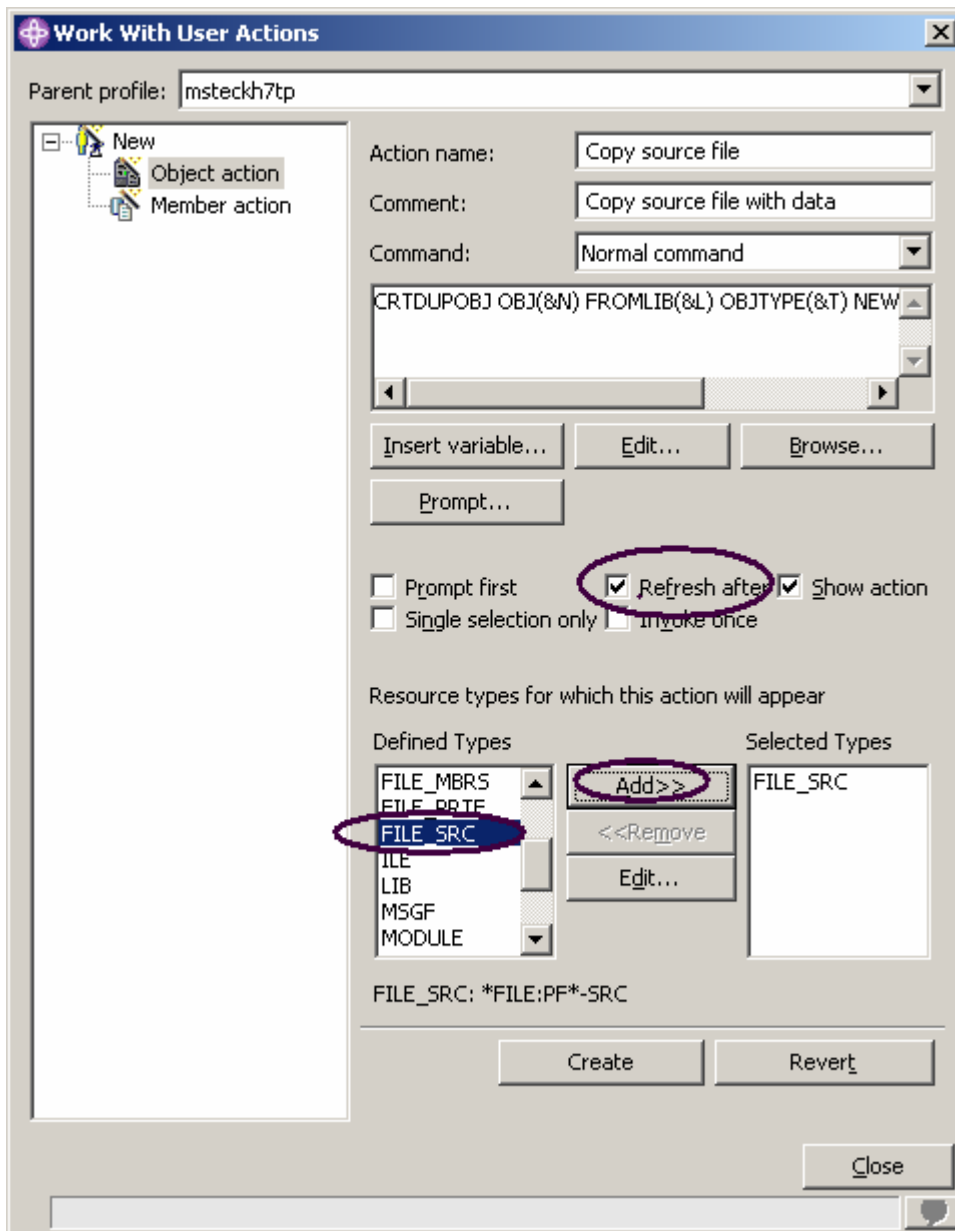 Work With User Actions
Parent profile: msteckh7tp
New
Object action
Member action
Action name: Copy source file
Comment: Copy source file with data
Command: Normal command
CRTDUPOBJ OBJ(&N) FROMLIB(&L) OBJTYPE(&T) NEW
Insert variable... Edit... Browse...
Prompt...
Prompt first Refresh after Show action
Single selection only Invoke once
Resource types for which this action will appear
Defined Types Selected Types
FILE_MBRS
FILE_PRTF
FILE_SRC
ILE
LIB
MSGF
MODULE
Add>>
<<Remove
Edit...
FILE_SRC
FILE_SRC: *FILE:PF*-SRC
Create Revert
Close